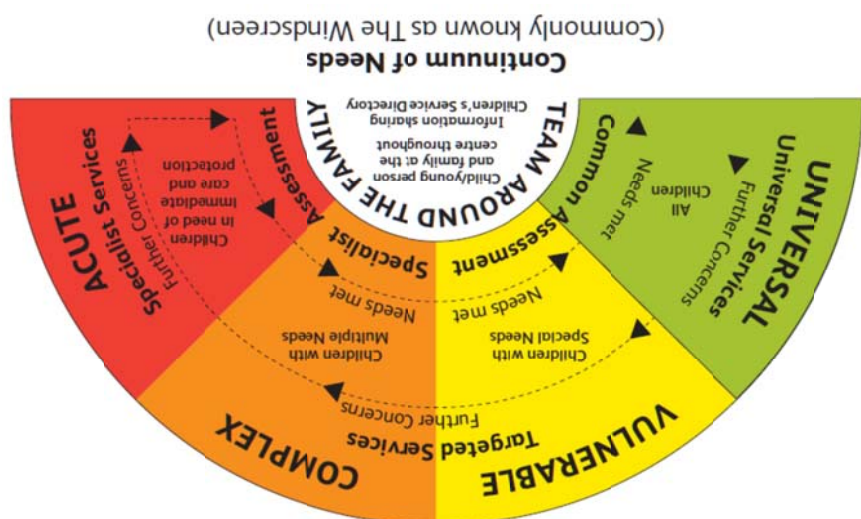 UNIVERSAL
Universal Services
Further Concerns
All
Children
Needs met
VULNERABLE
COMPLEX
Targeted Services
Further Concerns
Children with
Special Needs
Needs met
Common Assessment
Children with
Multiple Needs
Needs met
Specialist Assessment
ACUTE
Specialist Services
Further Concerns
Children
in need of
immediate
care and
protection
TEAM AROUND THE FAMILY
Child/young person
and family at the
centre throughout
Information sharing
Children's Service Directory
Continuum of Needs
(Commonly known as The Windscreen)